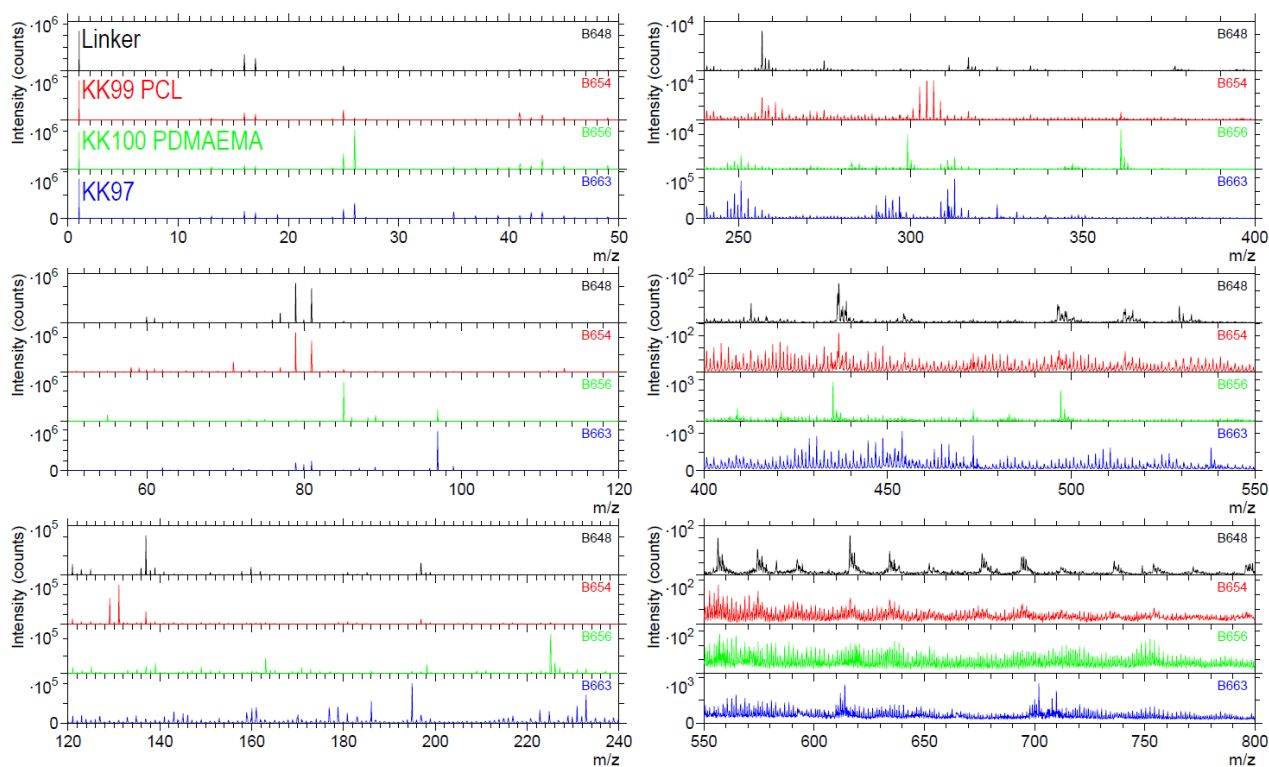 Intensity (counts)
·10⁶
Linker
B648
·10⁶
KK99 PCL
B654
·10⁶
KK100 PDMAEMA
B656
·10⁶
KK97
B663
0
0 10 20 30 40 50
m/z
Intensity (counts)
·10⁴
B648
·10⁴
B654
·10⁴
B656
·10⁵
B663
0
250 300 350 400
m/z
Intensity (counts)
·10⁶
B648
·10⁶
B654
·10⁶
B656
·10⁶
B663
0
60 80 100 120
m/z
Intensity (counts)
·10²
B648
·10²
B654
·10³
B656
·10³
B663
0
400 450 500 550
m/z
Intensity (counts)
·10⁵
B648
·10⁵
B654
·10⁵
B656
·10⁵
B663
0
120 140 160 180 200 220 240
m/z
Intensity (counts)
·10²
B648
·10²
B654
·10²
B656
·10³
B663
0
550 600 650 700 750 800
m/z